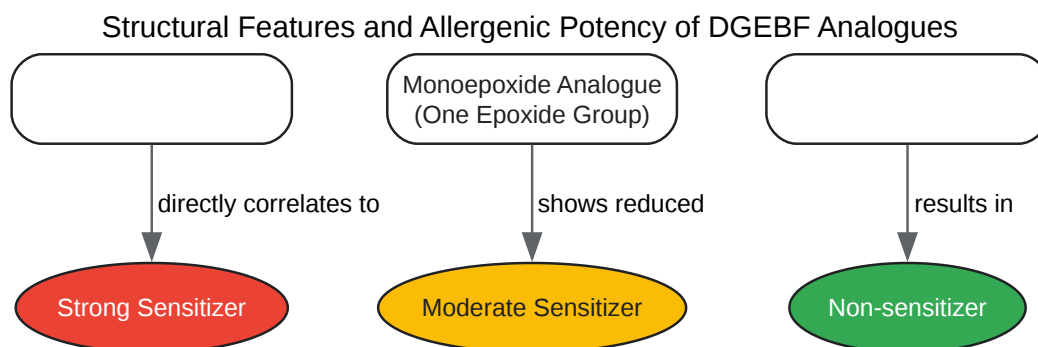 Structural Features and Allergenic Potency of DGEBF Analogues
Monoepoxide Analogue
(One Epoxide Group)
directly correlates to
shows reduced
results in
Strong Sensitizer
Moderate Sensitizer
Non-sensitizer